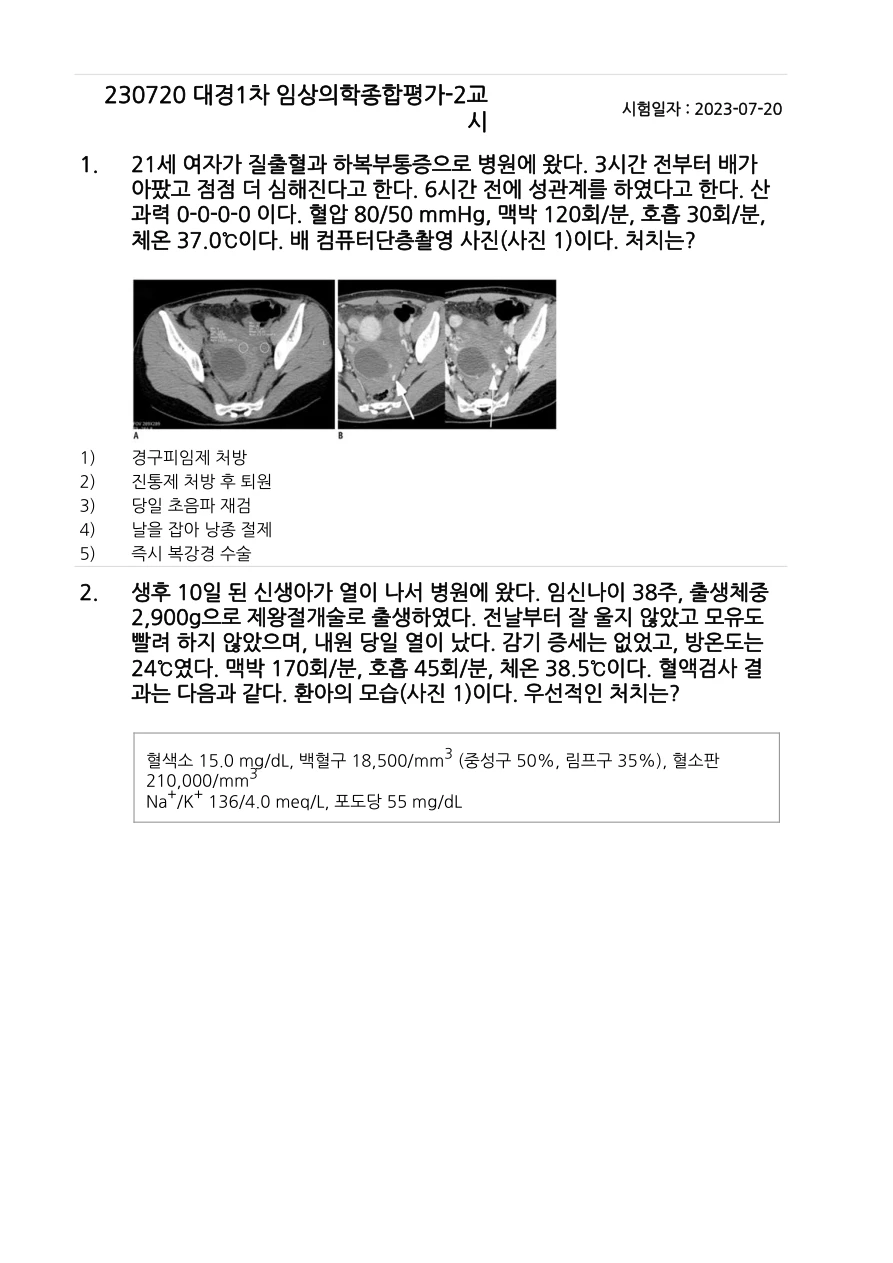 230720 대경1차 임상의학종합평가-2교
시
시험일자 : 2023-07-20
1. 21세 여자가 질출혈과 하복부통증으로 병원에 왔다. 3시간 전부터 배가
아팠고 점점 더 심해진다고 한다. 6시간 전에 성관계를 하였다고 한다. 산
과력 0-0-0-0 이다. 혈압 80/50 mmHg, 맥박 120회/분, 호흡 30회/분,
체온 37.0℃이다. 배 컴퓨터단층촬영 사진(사진 1)이다. 처치는?
L
A
B
1) 경구피임제 처방
2) 진통제 처방 후 퇴원
3) 당일 초음파 재검
4) 날을 잡아 낭종 절제
5) 즉시 복강경 수술
2. 생후 10일 된 신생아가 열이 나서 병원에 왔다. 임신나이 38주, 출생체중
2,900g으로 제왕절개술로 출생하였다. 전날부터 잘 울지 않았고 모유도
빨려 하지 않았으며, 내원 당일 열이 났다. 감기 증세는 없었고, 방온도는
24℃였다. 맥박 170회/분, 호흡 45회/분, 체온 38.5℃이다. 혈액검사 결
과는 다음과 같다. 환아의 모습(사진 1)이다. 우선적인 처치는?
혈색소 15.0 mg/dL, 백혈구 18,500/mm³ (중성구 50%, 림프구 35%), 혈소판
210,000/mm³
Na⁺/K⁺ 136/4.0 meq/L, 포도당 55 mg/dL